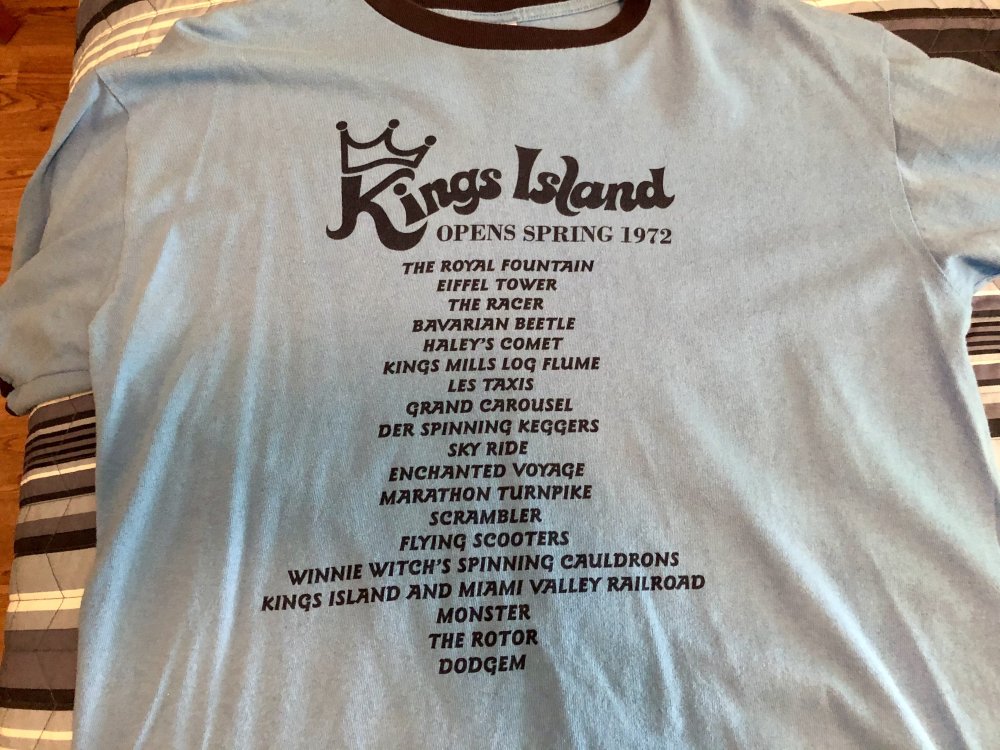 Kings Island
OPENS SPRING 1972
THE ROYAL FOUNTAIN
EIFFEL TOWER
THE RACER
BAVARIAN BEETLE
HALEY'S COMET
KINGS MILLS LOG FLUME
LES TAXIS
GRAND CAROUSEL
DER SPINNING KEGGERS
SKY RIDE
ENCHANTED VOYAGE
MARATHON TURNPIKE
SCRAMBLER
FLYING SCOOTERS
WINNIE WITCH'S SPINNING CAULDRONS
KINGS ISLAND AND MIAMI VALLEY RAILROAD
MONSTER
THE ROTOR
DODGEM